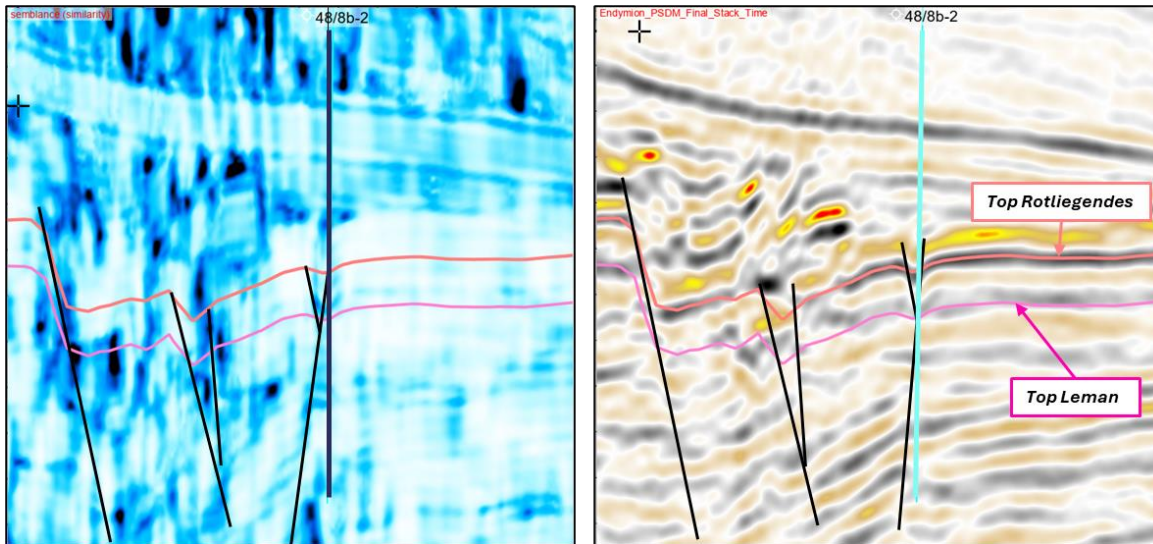 semblance (similarity)
48/8b-2
Endymion_PSDM_Final_Stack_Time
48/8b-2
Top Rotliegendes
Top Leman